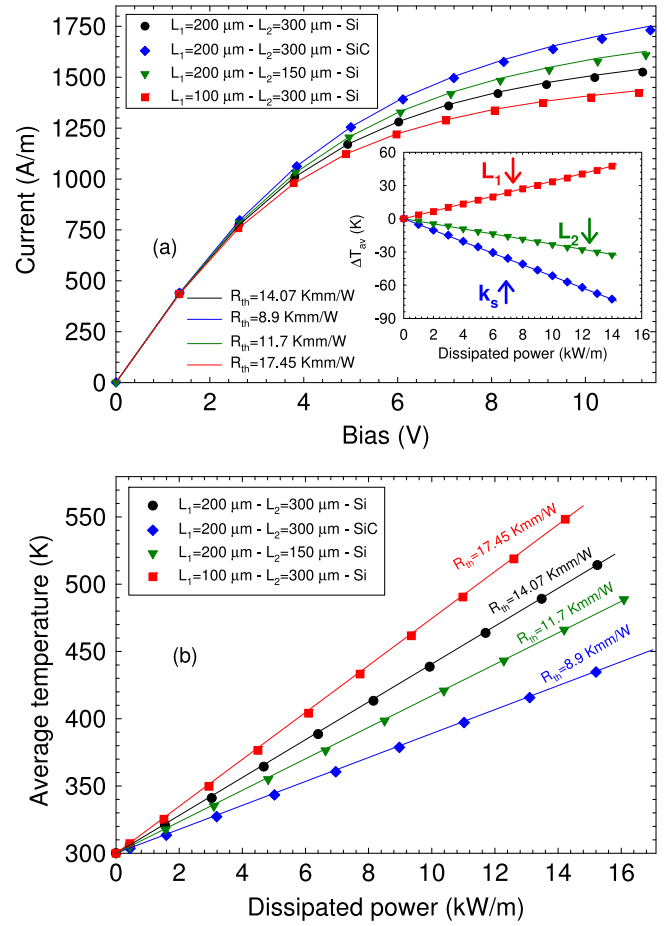 1750
1500
1250
1000
750
500
250
0
Current (A/m)
L1=200 μm - L2=300 μm - Si
L1=200 μm - L2=300 μm - SiC
L1=200 μm - L2=150 μm - Si
L1=100 μm - L2=300 μm - Si
(a)
Rth=14.07 Kmm/W
Rth=8.9 Kmm/W
Rth=11.7 Kmm/W
Rth=17.45 Kmm/W
60
30
0
-30
-60
-90
ΔTav (K)
L1↓
L2↓
ks↑
0 2 4 6 8 10 12 14 16
Dissipated power (kW/m)
0 2 4 6 8 10
Bias (V)
550
500
450
400
350
300
Average temperature (K)
L1=200 μm - L2=300 μm - Si
L1=200 μm - L2=300 μm - SiC
L1=200 μm - L2=150 μm - Si
L1=100 μm - L2=300 μm - Si
(b)
Rth=17.45 Kmm/W
Rth=14.07 Kmm/W
Rth=11.7 Kmm/W
Rth=8.9 Kmm/W
0 2 4 6 8 10 12 14 16
Dissipated power (kW/m)